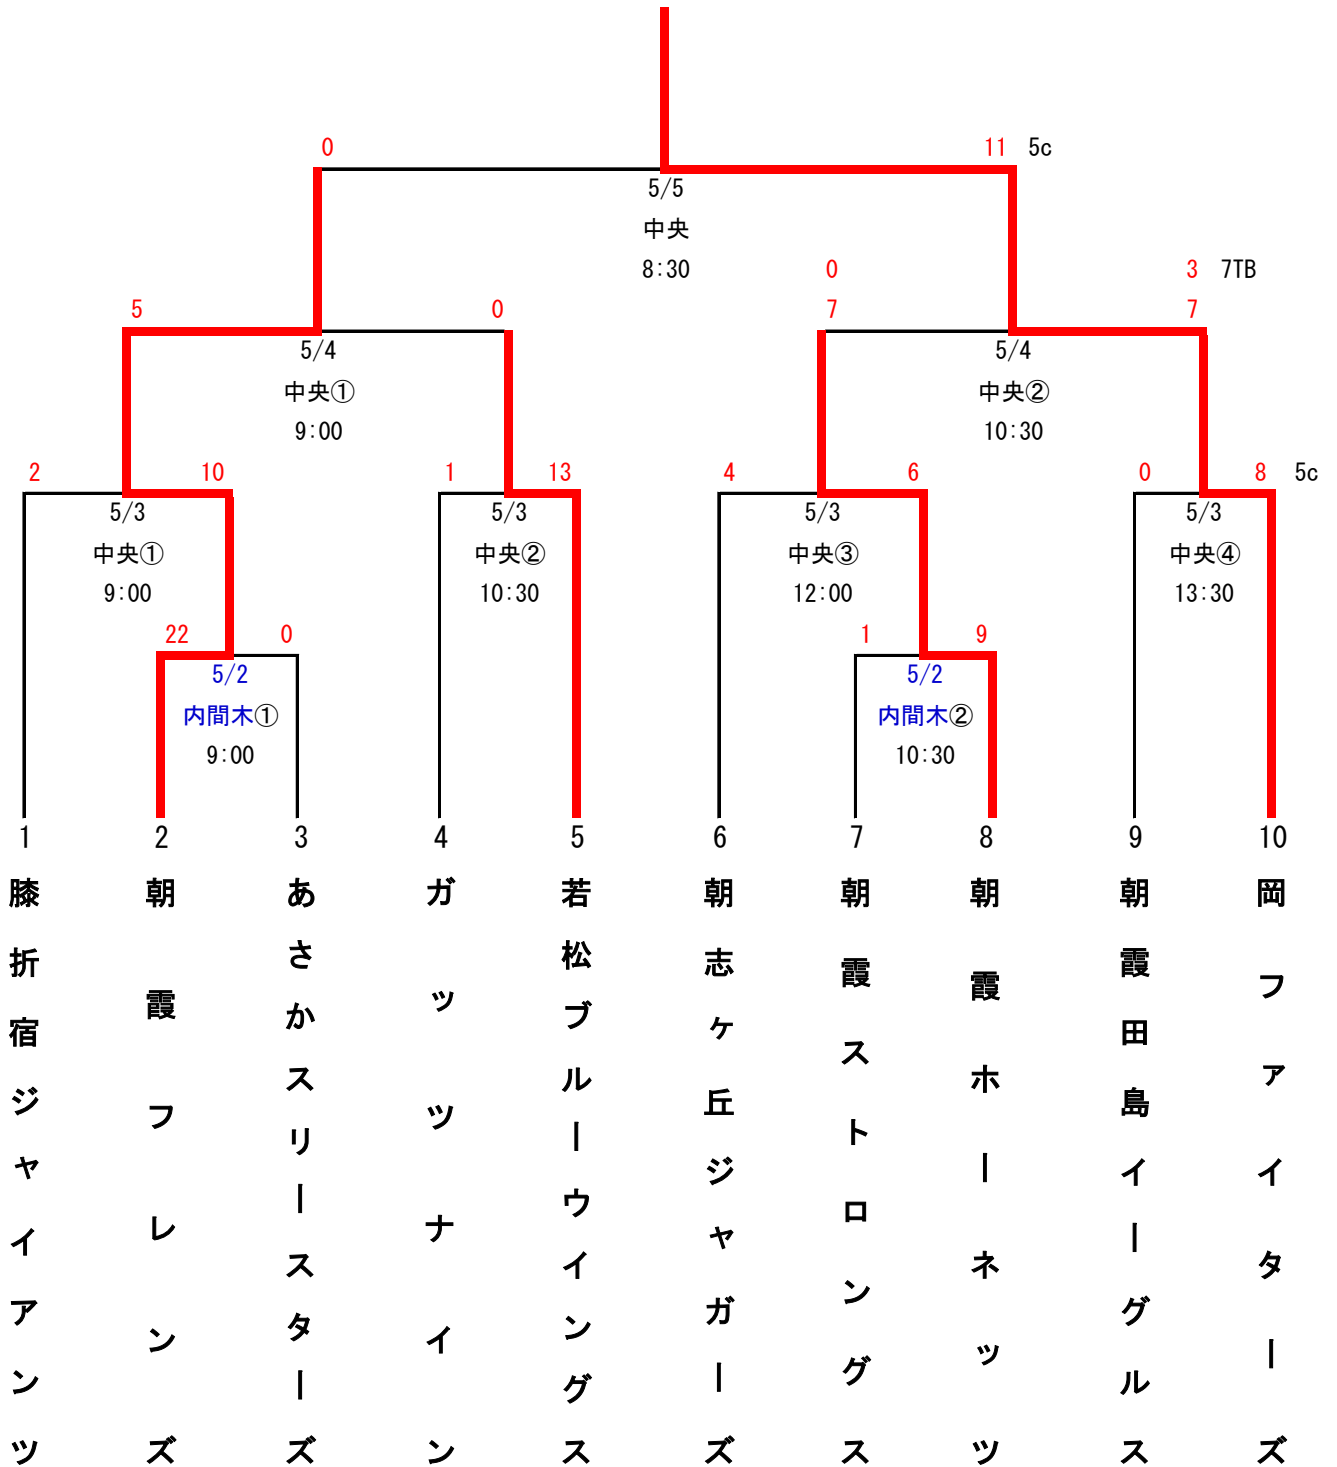 0 11 5c
5/5
中央
8:30
0 3 7TB
5 0 7 7
5/4 5/4
中央① 中央②
9:00 10:30
2 10 1 13 4 6 0 8 5c
5/3 5/3 5/3 5/3
中央① 中央② 中央③ 中央④
9:00 10:30 12:00 13:30
22 0 1 9
5/2 5/2
内間木① 内間木②
9:00 10:30
1 2 3 4 5 6 7 8 9 10
膝折宿ジャイアンツ
朝霞フレンズ
あさかスリースターズ
ガッツナイン
若松ブルーウイングス
朝志ヶ丘ジャガーズ
朝霞ストロングス
朝霞ホーネッツ
朝霞田島イーグルス
岡ファイターズ